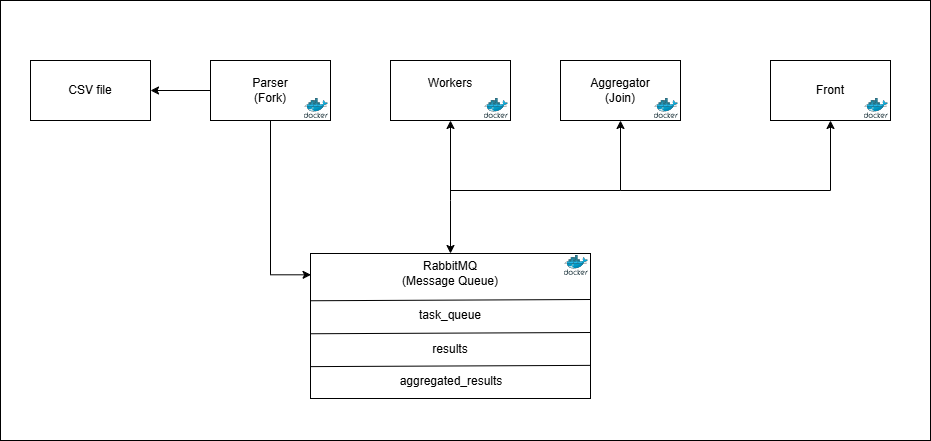 CSV file
Parser
(Fork)
docker
Workers
docker
Aggregator
(Join)
docker
Front
docker
RabbitMQ
(Message Queue)
docker
task_queue
results
aggregated_results